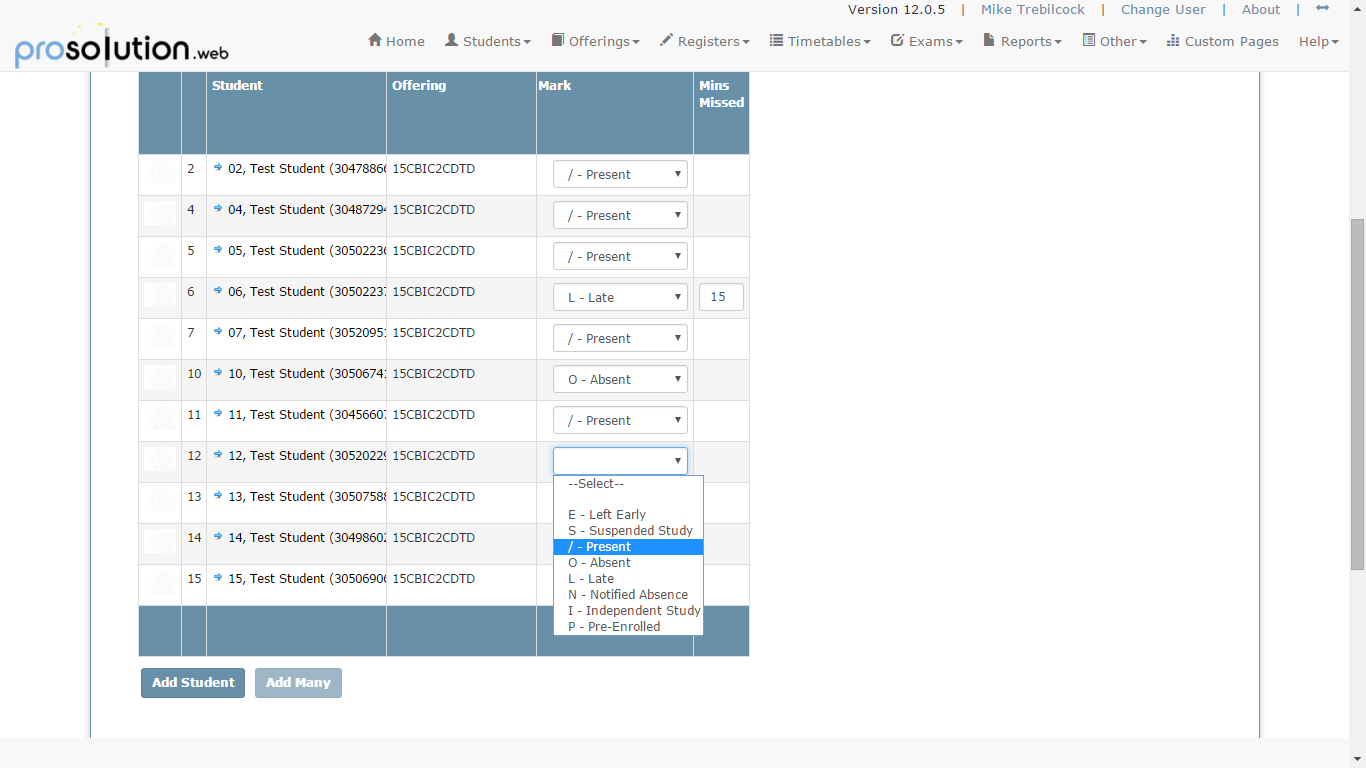 Version 12.0.5 | Mike Trebilcock | Change User | About |
prosolution.web
Home Students Offerings Registers Timetables Exams Reports Other Custom Pages Help
Student Offering Mark Mins Missed
2 02, Test Student (3047886 15CBIC2CDTD / - Present
4 04, Test Student (3048729 15CBIC2CDTD / - Present
5 05, Test Student (3050223 15CBIC2CDTD / - Present
6 06, Test Student (3050223 15CBIC2CDTD L - Late 15
7 07, Test Student (3052095 15CBIC2CDTD / - Present
10 10, Test Student (3050674 15CBIC2CDTD O - Absent
11 11, Test Student (3045660 15CBIC2CDTD / - Present
12 12, Test Student (3052022 15CBIC2CDTD
13 13, Test Student (3050758 15CBIC2CDTD
14 14, Test Student (3049860 15CBIC2CDTD
15 15, Test Student (3050690 15CBIC2CDTD
--Select--
E - Left Early
S - Suspended Study
/ - Present
O - Absent
L - Late
N - Notified Absence
I - Independent Study
P - Pre-Enrolled
Add Student Add Many